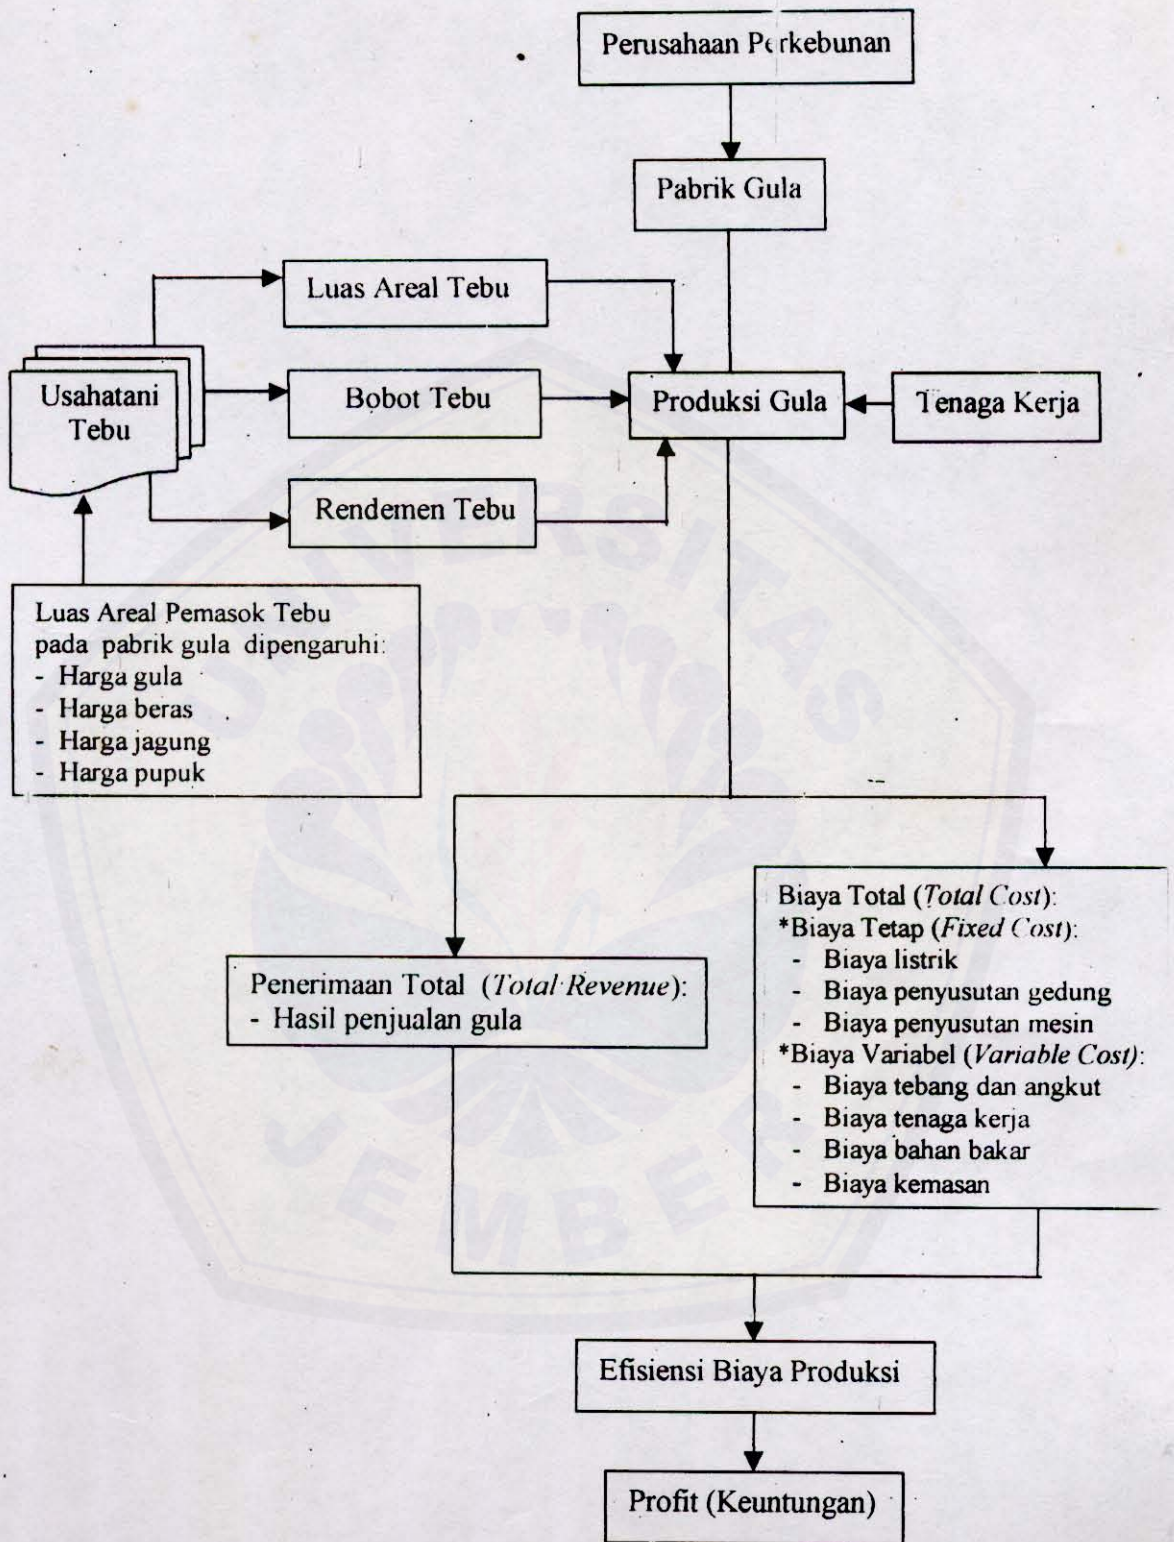 Perusahaan Perkebunan
Pabrik Gula
Luas Areal Tebu
Usahatani
Tebu
Bobot Tebu
Produksi Gula
Tenaga Kerja
Rendemen Tebu
Luas Areal Pemasok Tebu
pada pabrik gula dipengaruhi:
- Harga gula
- Harga beras
- Harga jagung
- Harga pupuk
Penerimaan Total (Total Revenue):
- Hasil penjualan gula
Biaya Total (Total Cost):
*Biaya Tetap (Fixed Cost):
- Biaya listrik
- Biaya penyusutan gedung
- Biaya penyusutan mesin
*Biaya Variabel (Variable Cost):
- Biaya tebang dan angkut
- Biaya tenaga kerja
- Biaya bahan bakar
- Biaya kemasan
Efisiensi Biaya Produksi
Profit (Keuntungan)
UNIVERSITAS
JEMBER